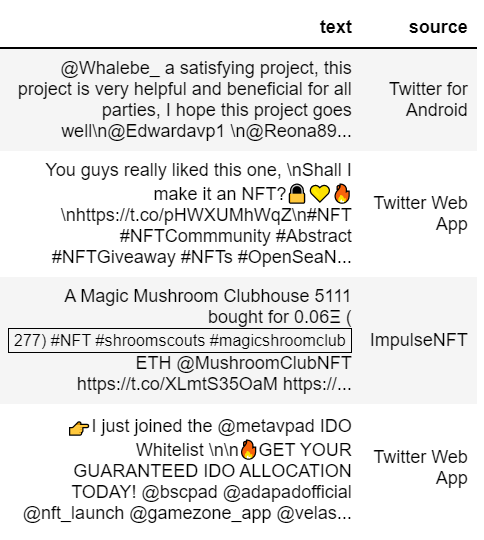 text source
@Whalebe_ a satisfying project, this
project is very helpful and beneficial for all
parties, I hope this project goes
well\n@Edwardavp1 \n@Reona89...
Twitter for
Android
You guys really liked this one, \nShall I
make it an NFT?🔒💛🔥
\nhttps://t.co/pHWXUMhWqZ\n#NFT
#NFTCommmunity #Abstract
#NFTGiveaway #NFTs #OpenSeaN...
Twitter Web
App
A Magic Mushroom Clubhouse 5111
bought for 0.06Ξ (
277) #NFT #shroomscouts #magicshroomclub
ETH @MushroomClubNFT
https://t.co/XLmtS35OaM https://...
ImpulseNFT
👉I just joined the @metavpad IDO
Whitelist \n\n🔥GET YOUR
GUARANTEED IDO ALLOCATION
TODAY! @bscpad @adapadofficial
@nft_launch @gamezone_app @velas...
Twitter Web
App